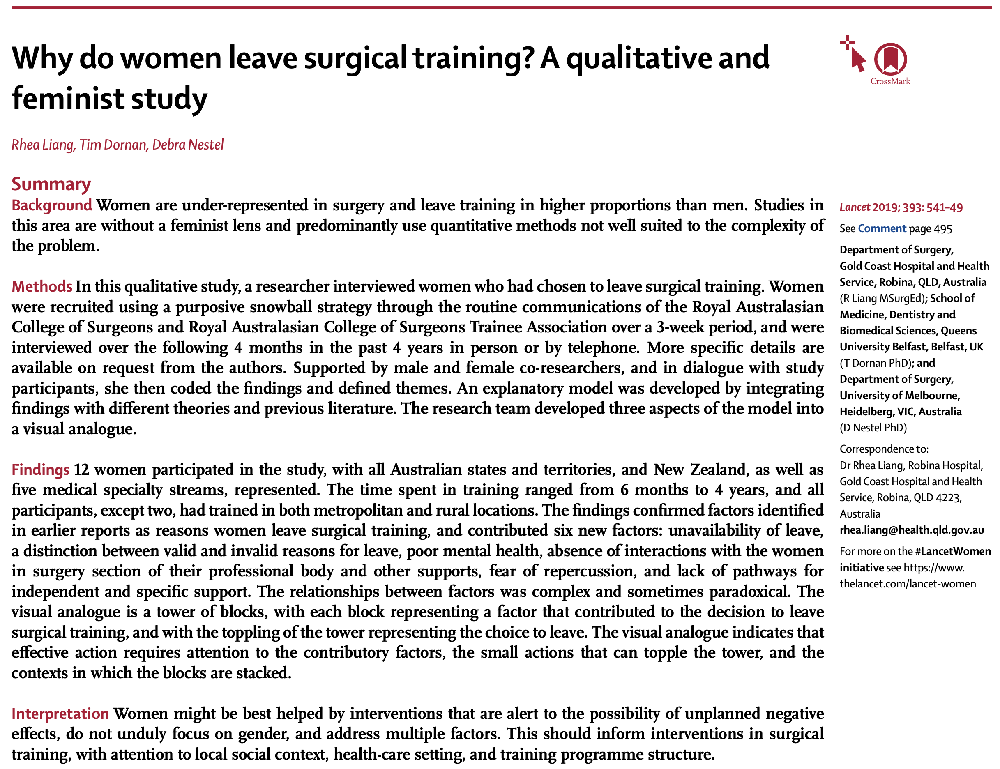 Why do women leave surgical training? A qualitative and
feminist study
CrossMark
Rhea Liang, Tim Dornan, Debra Nestel
Summary
Background Women are under-represented in surgery and leave training in higher proportions than men. Studies in
this area are without a feminist lens and predominantly use quantitative methods not well suited to the complexity of
the problem.
Methods In this qualitative study, a researcher interviewed women who had chosen to leave surgical training. Women
were recruited using a purposive snowball strategy through the routine communications of the Royal Australasian
College of Surgeons and Royal Australasian College of Surgeons Trainee Association over a 3-week period, and were
interviewed over the following 4 months in the past 4 years in person or by telephone. More specific details are
available on request from the authors. Supported by male and female co-researchers, and in dialogue with study
participants, she then coded the findings and defined themes. An explanatory model was developed by integrating
findings with different theories and previous literature. The research team developed three aspects of the model into
a visual analogue.
Findings 12 women participated in the study, with all Australian states and territories, and New Zealand, as well as
five medical specialty streams, represented. The time spent in training ranged from 6 months to 4 years, and all
participants, except two, had trained in both metropolitan and rural locations. The findings confirmed factors identified
in earlier reports as reasons women leave surgical training, and contributed six new factors: unavailability of leave,
a distinction between valid and invalid reasons for leave, poor mental health, absence of interactions with the women
in surgery section of their professional body and other supports, fear of repercussion, and lack of pathways for
independent and specific support. The relationships between factors was complex and sometimes paradoxical. The
visual analogue is a tower of blocks, with each block representing a factor that contributed to the decision to leave
surgical training, and with the toppling of the tower representing the choice to leave. The visual analogue indicates that
effective action requires attention to the contributory factors, the small actions that can topple the tower, and the
contexts in which the blocks are stacked.
Interpretation Women might be best helped by interventions that are alert to the possibility of unplanned negative
effects, do not unduly focus on gender, and address multiple factors. This should inform interventions in surgical
training, with attention to local social context, health-care setting, and training programme structure.
Lancet 2019; 393: 541–49
See Comment page 495
Department of Surgery,
Gold Coast Hospital and Health
Service, Robina, QLD, Australia
(R Liang MSurgEd); School of
Medicine, Dentistry and
Biomedical Sciences, Queens
University Belfast, Belfast, UK
(T Dornan PhD); and
Department of Surgery,
University of Melbourne,
Heidelberg, VIC, Australia
(D Nestel PhD)
Correspondence to:
Dr Rhea Liang, Robina Hospital,
Gold Coast Hospital and Health
Service, Robina, QLD 4223,
Australia
rhea.liang@health.qld.gov.au
For more on the #LancetWomen
initiative see https://www.
thelancet.com/lancet-women